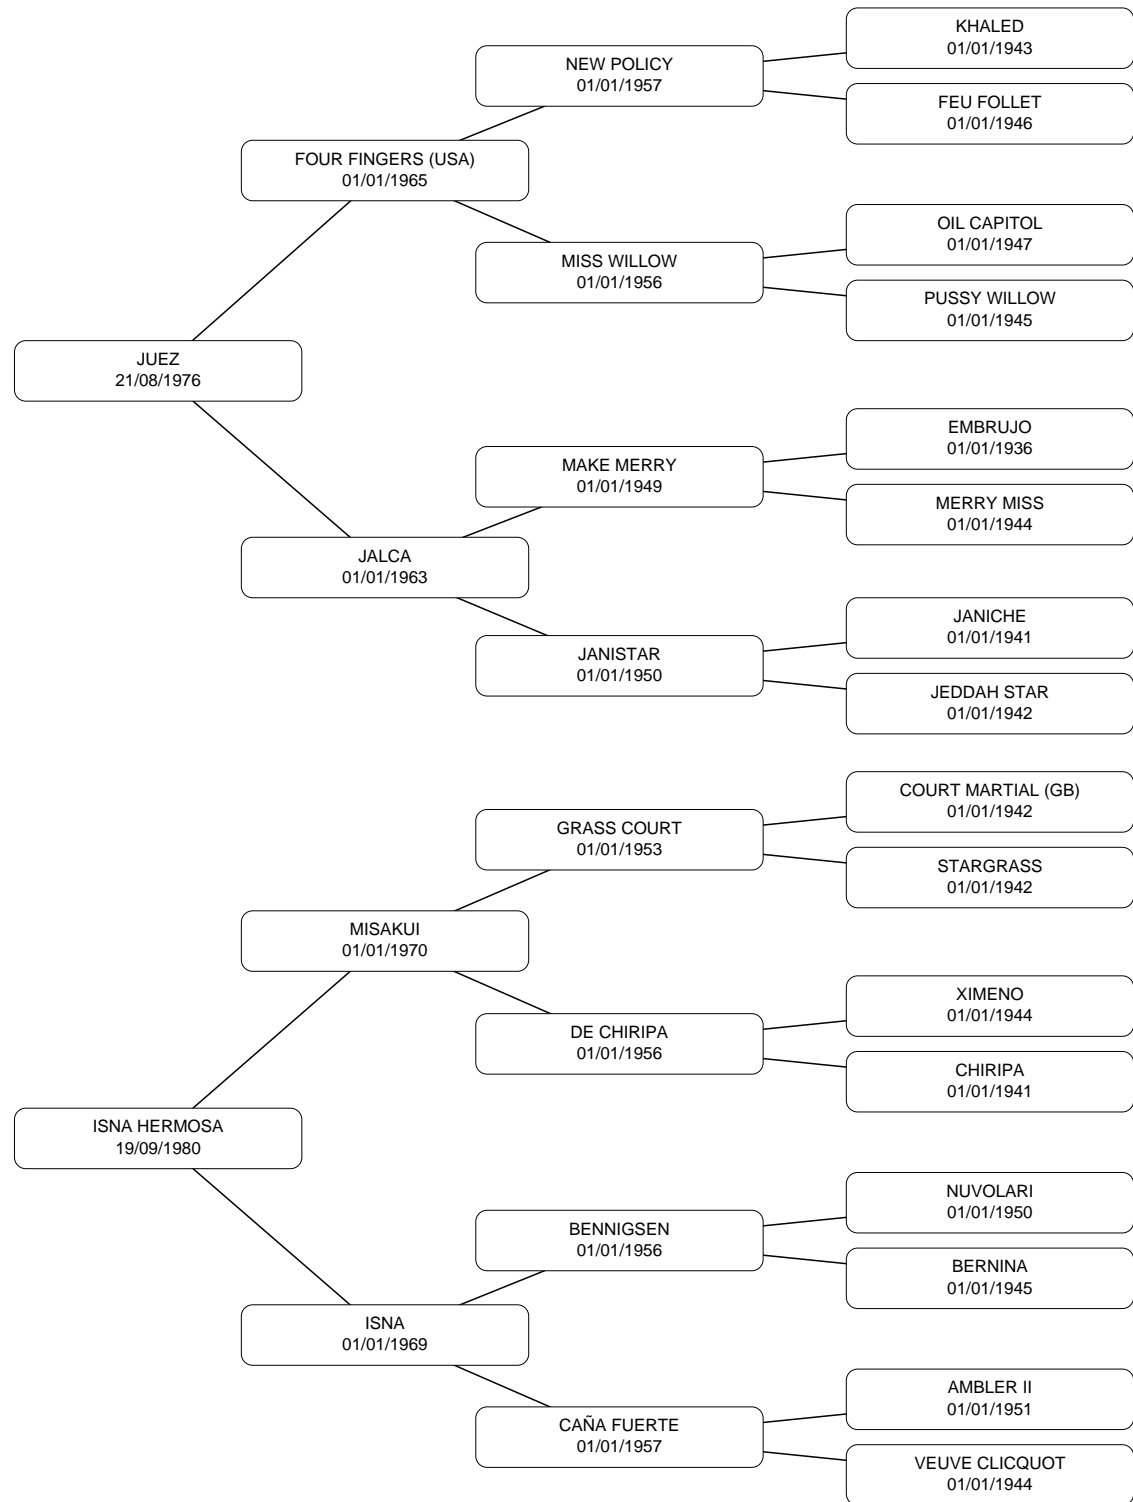 KHALED
01/01/1943
NEW POLICY
01/01/1957
FEU FOLLET
01/01/1946
FOUR FINGERS (USA)
01/01/1965
OIL CAPITOL
01/01/1947
MISS WILLOW
01/01/1956
PUSSY WILLOW
01/01/1945
JUEZ
21/08/1976
EMBRUJO
01/01/1936
MAKE MERRY
01/01/1949
MERRY MISS
01/01/1944
JALCA
01/01/1963
JANICHE
01/01/1941
JANISTAR
01/01/1950
JEDDAH STAR
01/01/1942
COURT MARTIAL (GB)
01/01/1942
GRASS COURT
01/01/1953
STARGRASS
01/01/1942
MISAKUI
01/01/1970
XIMENO
01/01/1944
DE CHIRIPA
01/01/1956
CHIRIPA
01/01/1941
ISNA HERMOSA
19/09/1980
NUVOLARI
01/01/1950
BENNIGSEN
01/01/1956
BERNINA
01/01/1945
ISNA
01/01/1969
AMBLER II
01/01/1951
CAÑA FUERTE
01/01/1957
VEUVE CLICQUOT
01/01/1944